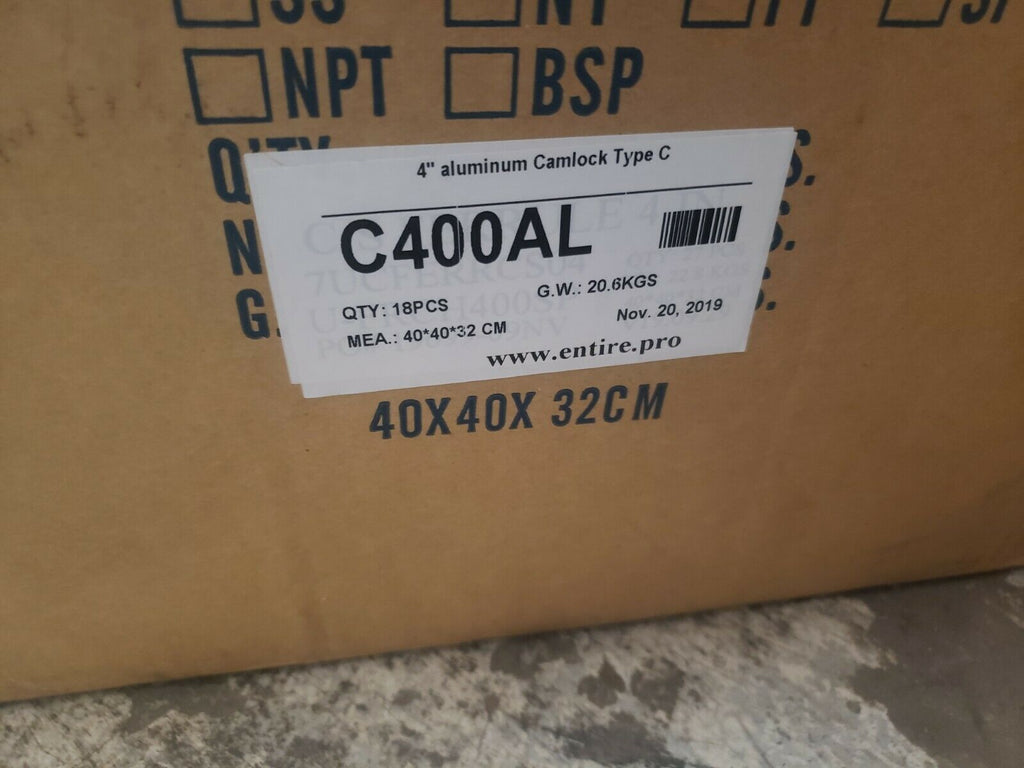 NPT BSP
Q'TY S.
4" aluminum Camlock Type C
C400AL
N S.
QTY: 18PCS G.W.: 20.6KGS
G. S.
MEA.: 40*40*32 CM Nov. 20, 2019
www.entire.pro
40X40X 32CM